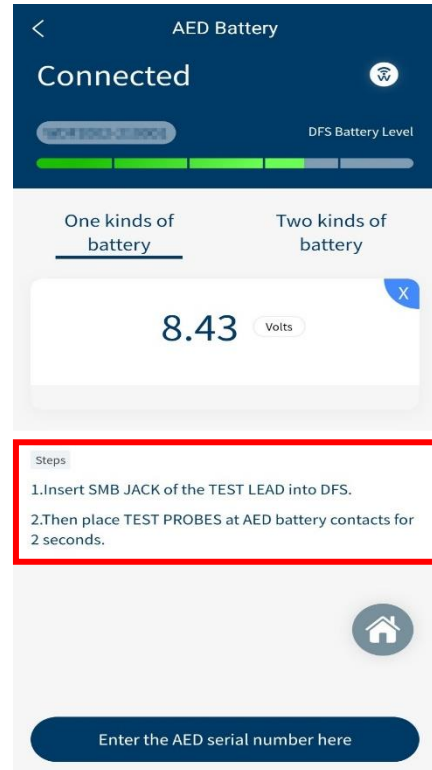 AED Battery
Connected
DFS Battery Level
One kinds of
battery
Two kinds of
battery
X
8.43 Volts
Steps
1.Insert SMB JACK of the TEST LEAD into DFS.
2.Then place TEST PROBES at AED battery contacts for
2 seconds.
Enter the AED serial number here